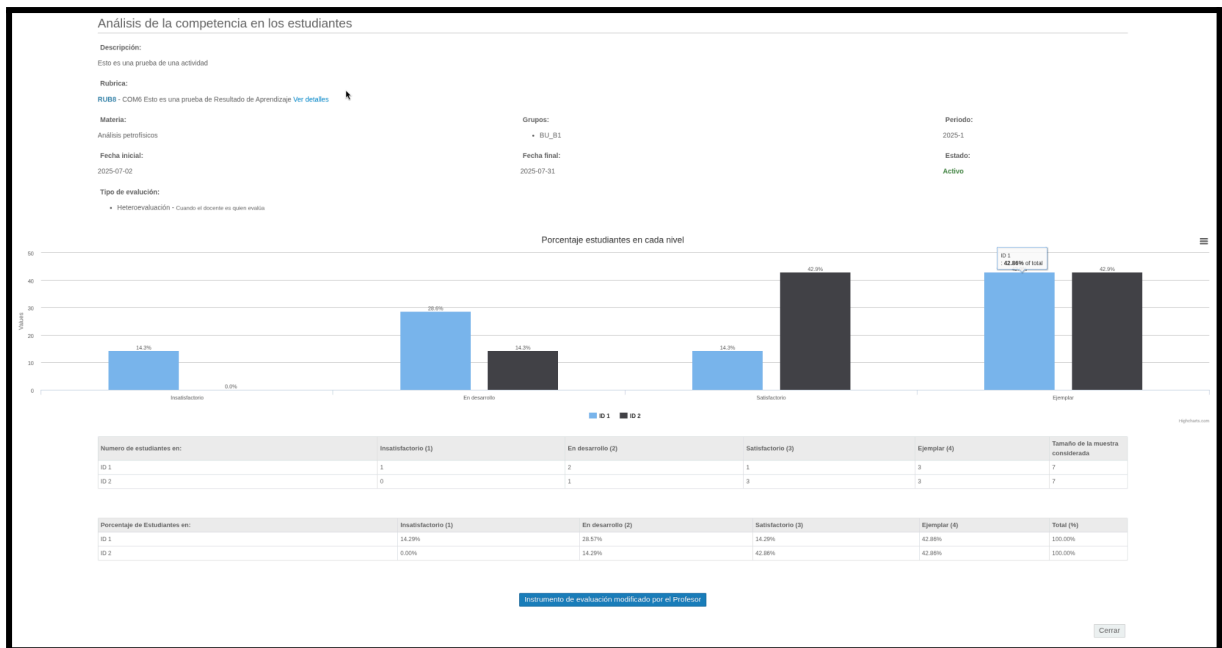 Análisis de la competencia en los estudiantes
Descripción:
Esto es una prueba de una actividad
Rubrica:
RUB8 - COM6 Esto es una prueba de Resultado de Aprendizaje Ver detalles
Materia: Grupos: Periodo:
Análisis petrofísicos • BU_B1 2025-1
Fecha inicial: Fecha final: Estado:
2025-07-02 2025-07-31 Activo
Tipo de evalución:
• Heteroevaluación - Cuando el docente es quien evalúa
Porcentaje estudiantes en cada nivel
ID 1
: 42.86% of total
50
40
30
20
10
0
Values
14.3% 0.0% 28.6% 14.3% 14.3% 42.9% 42.9%
Insatisfactorio En desarrollo Satisfactorio Ejemplar
ID 1 ID 2
Highcharts.com
Numero de estudiantes en: Insatisfactorio (1) En desarrollo (2) Satisfactorio (3) Ejemplar (4) Tamaño de la muestra considerada
ID 1 1 2 1 3 7
ID 2 0 1 3 3 7
Porcentaje de Estudiantes en: Insatisfactorio (1) En desarrollo (2) Satisfactorio (3) Ejemplar (4) Total (%)
ID 1 14.29% 28.57% 14.29% 42.86% 100.00%
ID 2 0.00% 14.29% 42.86% 42.86% 100.00%
Instrumento de evaluación modificado por el Profesor
Cerrar